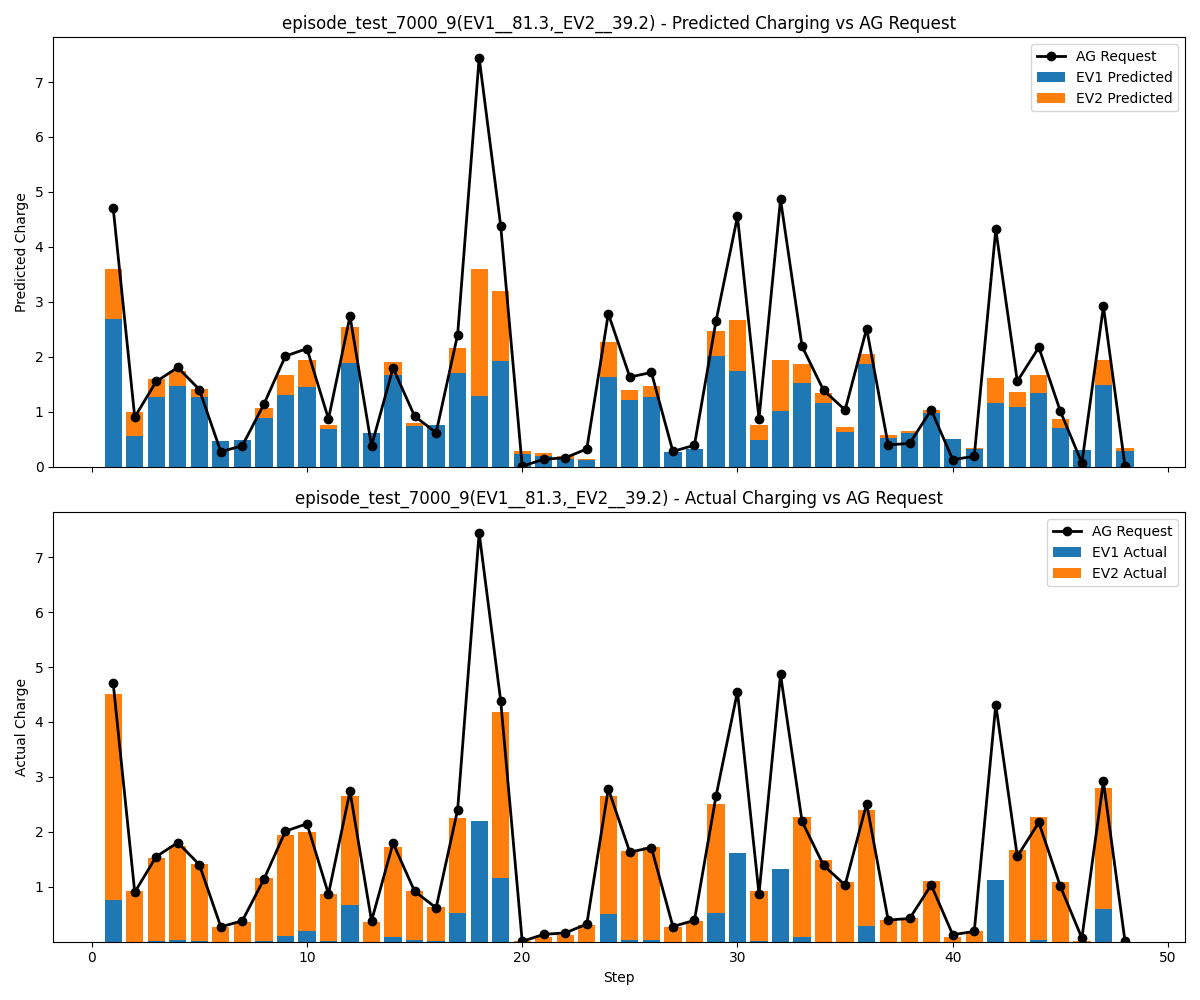 episode_test_7000_9(EV1__81.3,_EV2__39.2) - Predicted Charging vs AG Request
AG Request
EV1 Predicted
EV2 Predicted
Predicted Charge
7
6
5
4
3
2
1
0
episode_test_7000_9(EV1__81.3,_EV2__39.2) - Actual Charging vs AG Request
AG Request
EV1 Actual
EV2 Actual
Actual Charge
7
6
5
4
3
2
1
0 10 20 30 40 50
Step